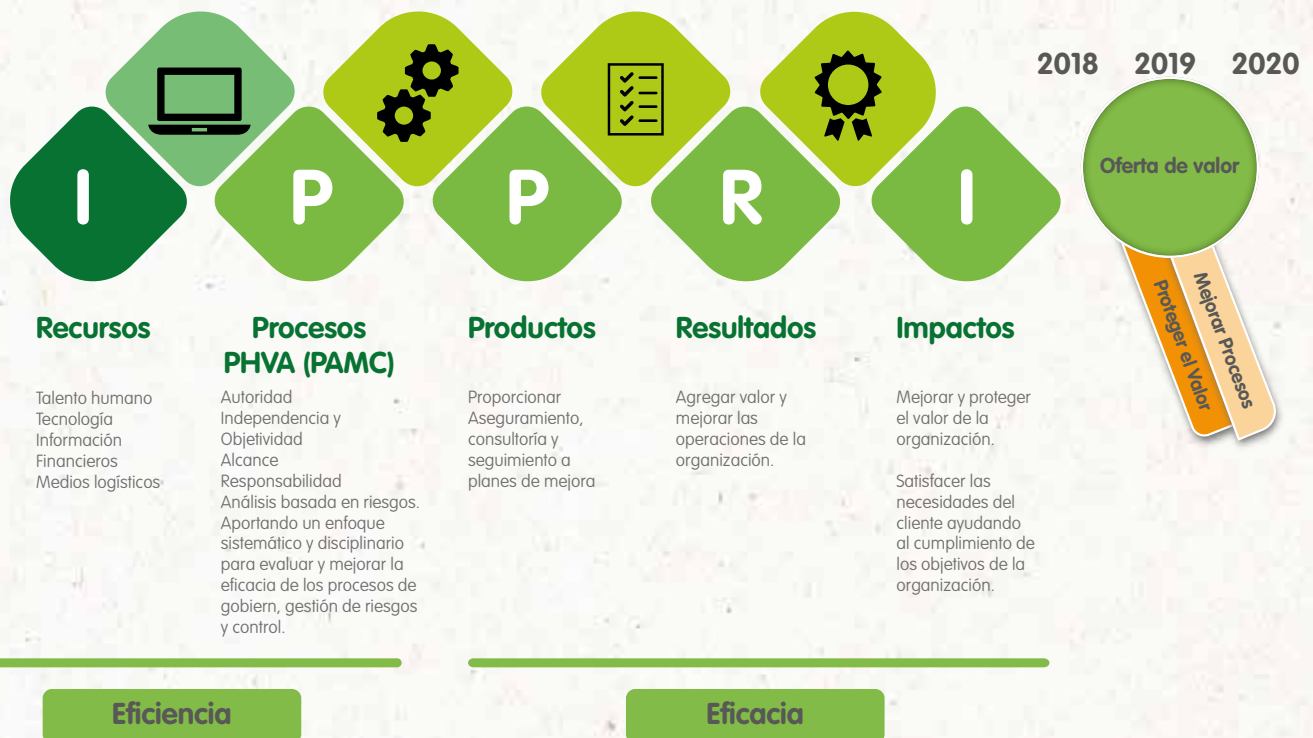 2018 2019 2020
I P P R I
Oferta de valor
Proteger el Valor
Mejorar Procesos
Recursos
Talento humano
Tecnología
Información
Financieros
Medios logísticos
Procesos
PHVA (PAMC)
Autoridad
Independencia y
Objetividad
Alcance
Responsabilidad
Análisis basada en riesgos.
Aportando un enfoque
sistemático y disciplinario
para evaluar y mejorar la
eficacia de los procesos de
gobiern, gestión de riesgos
y control.
Productos
Proporcionar
Aseguramiento,
consultoría y
seguimiento a
planes de mejora
Resultados
Agregar valor y
mejorar las
operaciones de la
organización.
Impactos
Mejorar y proteger
el valor de la
organización.
Satisfacer las
necesidades del
cliente ayudando
al cumplimiento de
los objetivos de la
organización.
Eficiencia
Eficacia